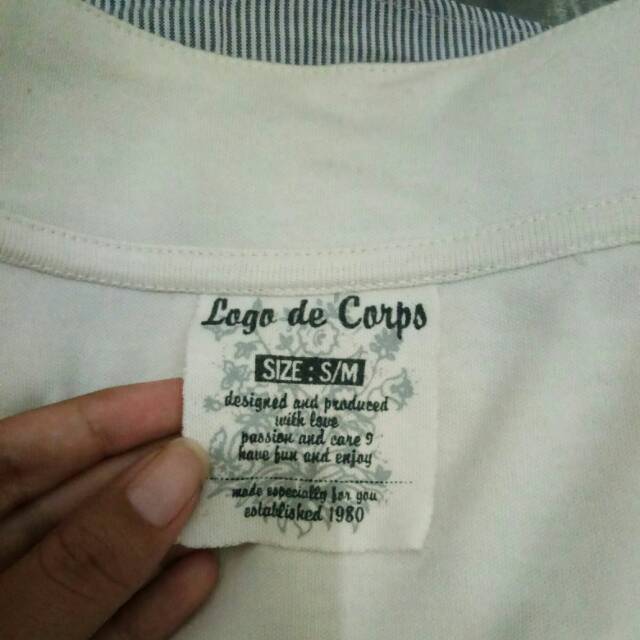 Logo de Corps
SIZE : S/M
designed and produced
with love
passion and care 9
have fun and enjoy
made especially for you
established 1980